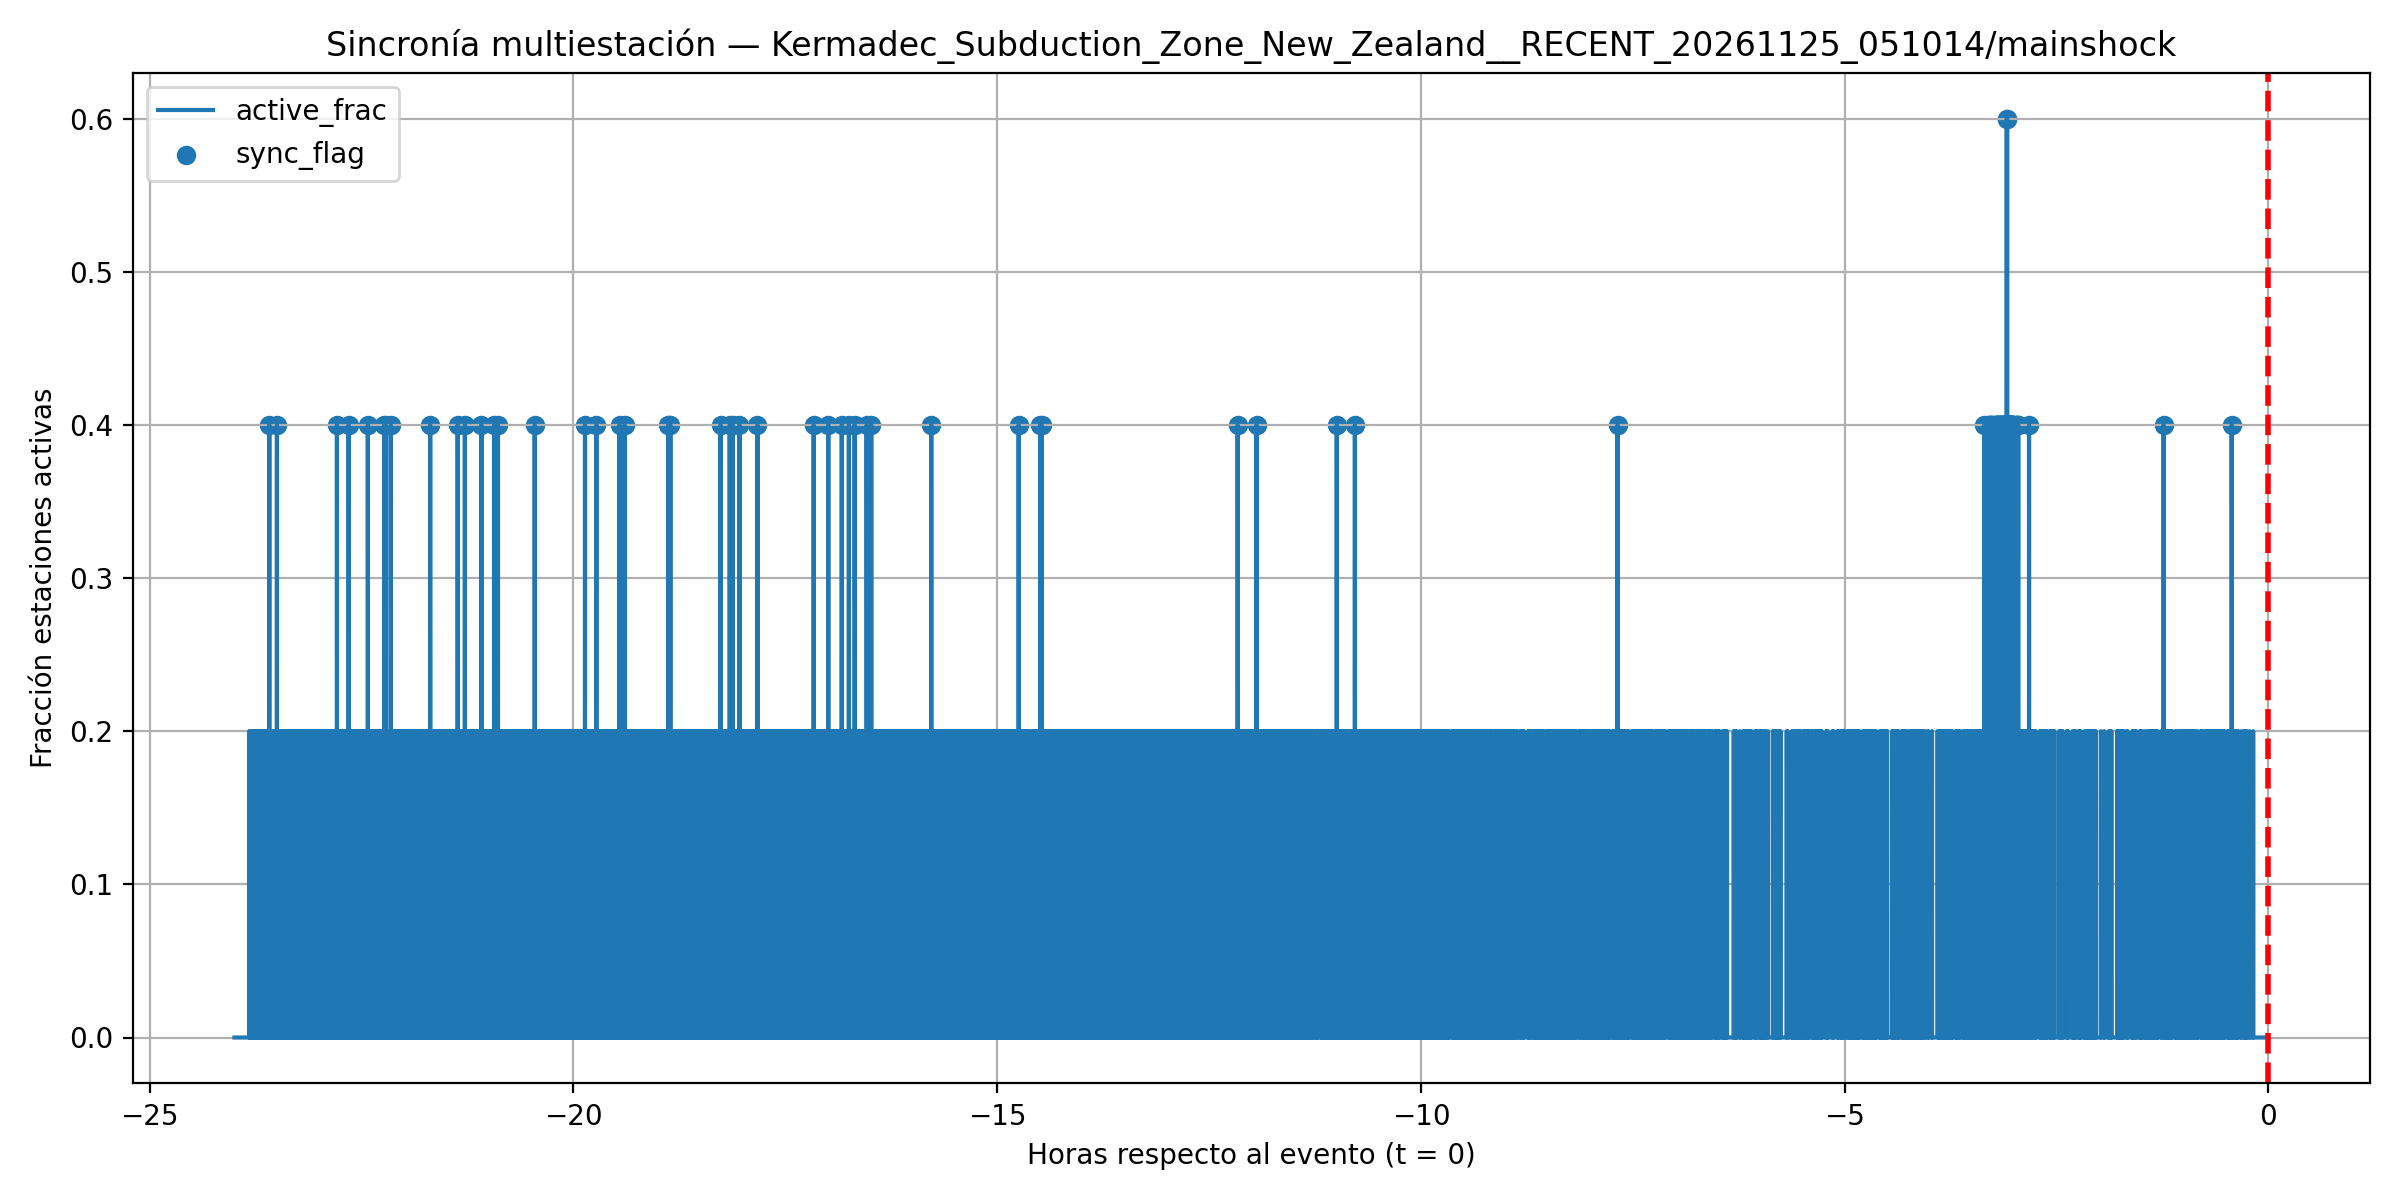 Sincronía multiestación — Kermadec_Subduction_Zone_New_Zealand__RECENT_20261125_051014/mainshock
active_frac
sync_flag
Fracción estaciones activas
0.6
0.5
0.4
0.3
0.2
0.1
0.0
−25
−20
−15
−10
−5
0
Horas respecto al evento (t = 0)